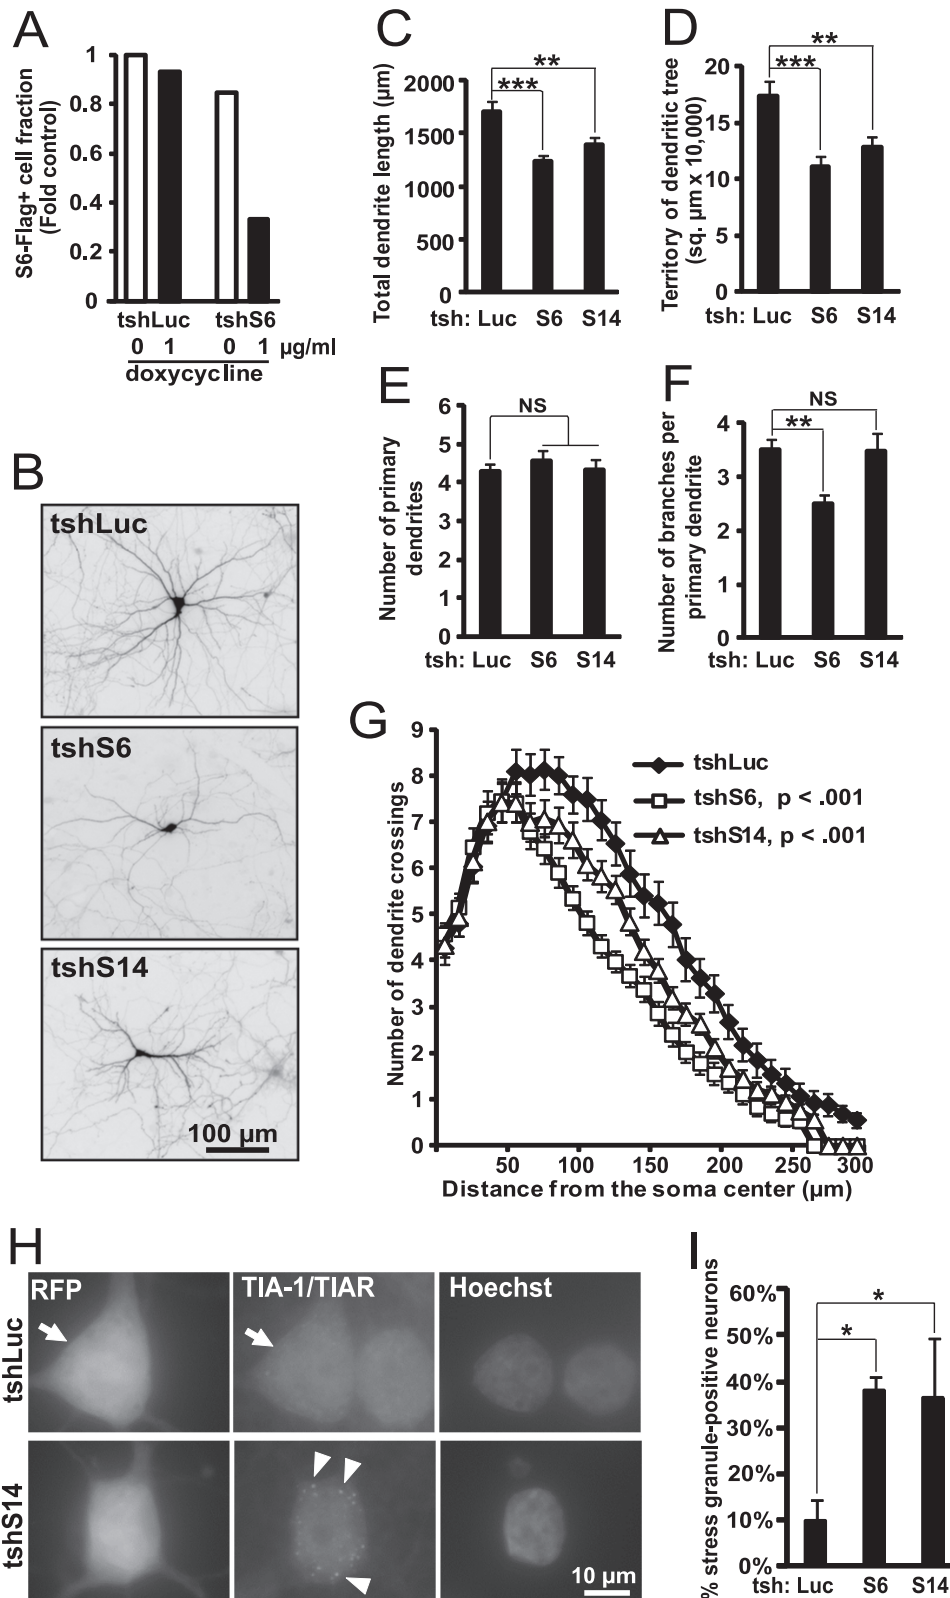 A
S6-Flag+ cell fraction
(Fold control)
1
0.8
0.6
0.4
0.2
0
tshLuc tshS6
0 1 0 1 µg/ml
doxycycline
B
tshLuc
tshS6
tshS14
100 µm
C
Total dendrite length (µm)
2000
1500
1000
500
0
**
***
tsh: Luc S6 S14
D
Territory of dendritic tree
(sq. µm x 10,000)
20
15
10
5
0
**
***
tsh: Luc S6 S14
E
Number of primary
dendrites
6
5
4
3
2
1
0
NS
tsh: Luc S6 S14
F
Number of branches per
primary dendrite
4
3
2
1
0
NS
**
tsh: Luc S6 S14
G
Number of dendrite crossings
9
8
7
6
5
4
3
2
1
0
tshLuc
tshS6, p < .001
tshS14, p < .001
50 100 150 200 250 300
Distance from the soma center (µm)
H
RFP TIA-1/TIAR Hoechst
tshLuc
tshS14
10 µm
I
% stress granule-positive neurons
60%
50%
40%
30%
20%
10%
0%
*
*
tsh: Luc S6 S14